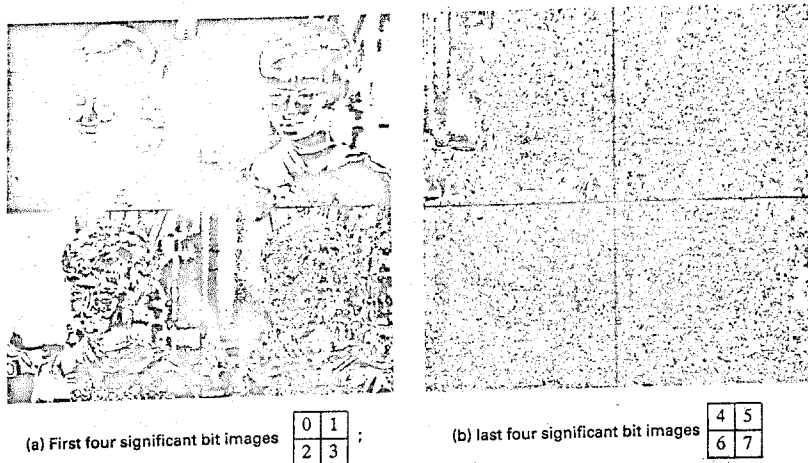 (a) First four significant bit images
0 1
2 3
;
(b) last four significant bit images
4 5
6 7